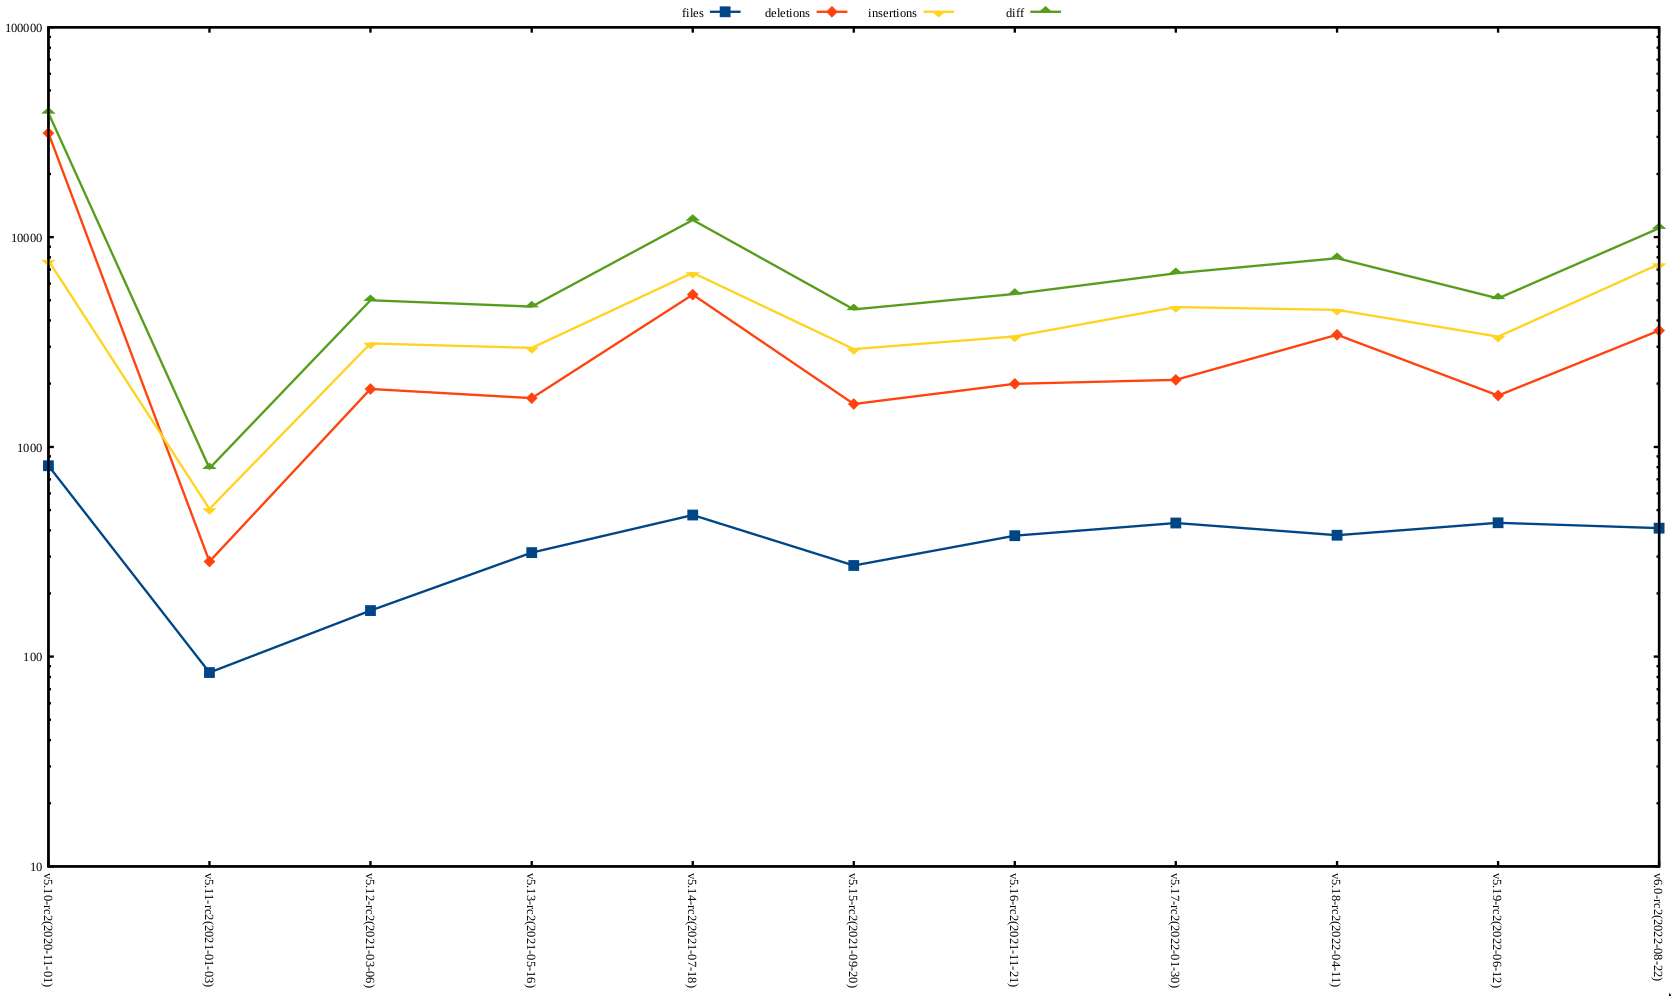 files deletions insertions diff
100000
10000
1000
100
10
v5.10-rc2(2020-11-01)
v5.11-rc2(2021-01-03)
v5.12-rc2(2021-03-06)
v5.13-rc2(2021-05-16)
v5.14-rc2(2021-07-18)
v5.15-rc2(2021-09-20)
v5.16-rc2(2021-11-21)
v5.17-rc2(2022-01-30)
v5.18-rc2(2022-04-11)
v5.19-rc2(2022-06-12)
v6.0-rc2(2022-08-22)